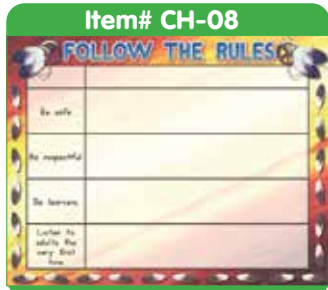 Item# CH-08
FOLLOW THE RULES
Be safe
Be respectful
Be learners
Listen to
adults the
very first
time